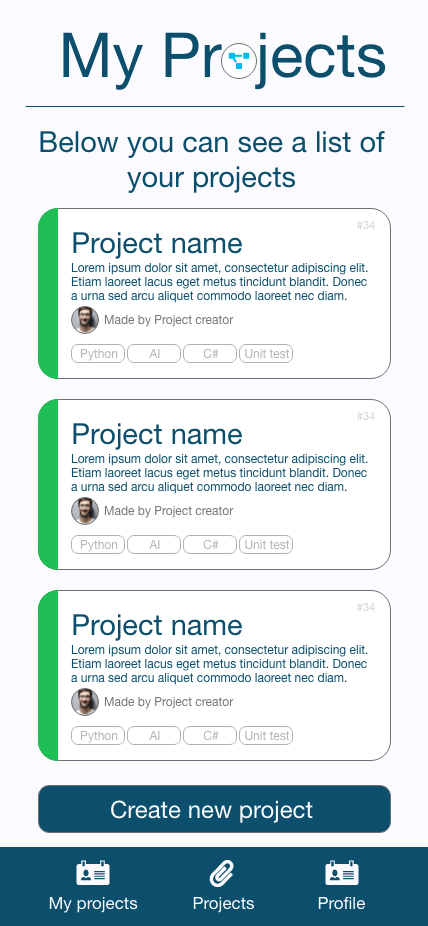 My Projects
Below you can see a list of
your projects
#34
Project name
Lorem ipsum dolor sit amet, consectetur adipiscing elit.
Etiam laoreet lacus eget metus tincidunt blandit. Donec
a urna sed arcu aliquet commodo laoreet nec diam.
Made by Project creator
Python AI C# Unit test
#34
Project name
Lorem ipsum dolor sit amet, consectetur adipiscing elit.
Etiam laoreet lacus eget metus tincidunt blandit. Donec
a urna sed arcu aliquet commodo laoreet nec diam.
Made by Project creator
Python AI C# Unit test
#34
Project name
Lorem ipsum dolor sit amet, consectetur adipiscing elit.
Etiam laoreet lacus eget metus tincidunt blandit. Donec
a urna sed arcu aliquet commodo laoreet nec diam.
Made by Project creator
Python AI C# Unit test
Create new project
My projects Projects Profile